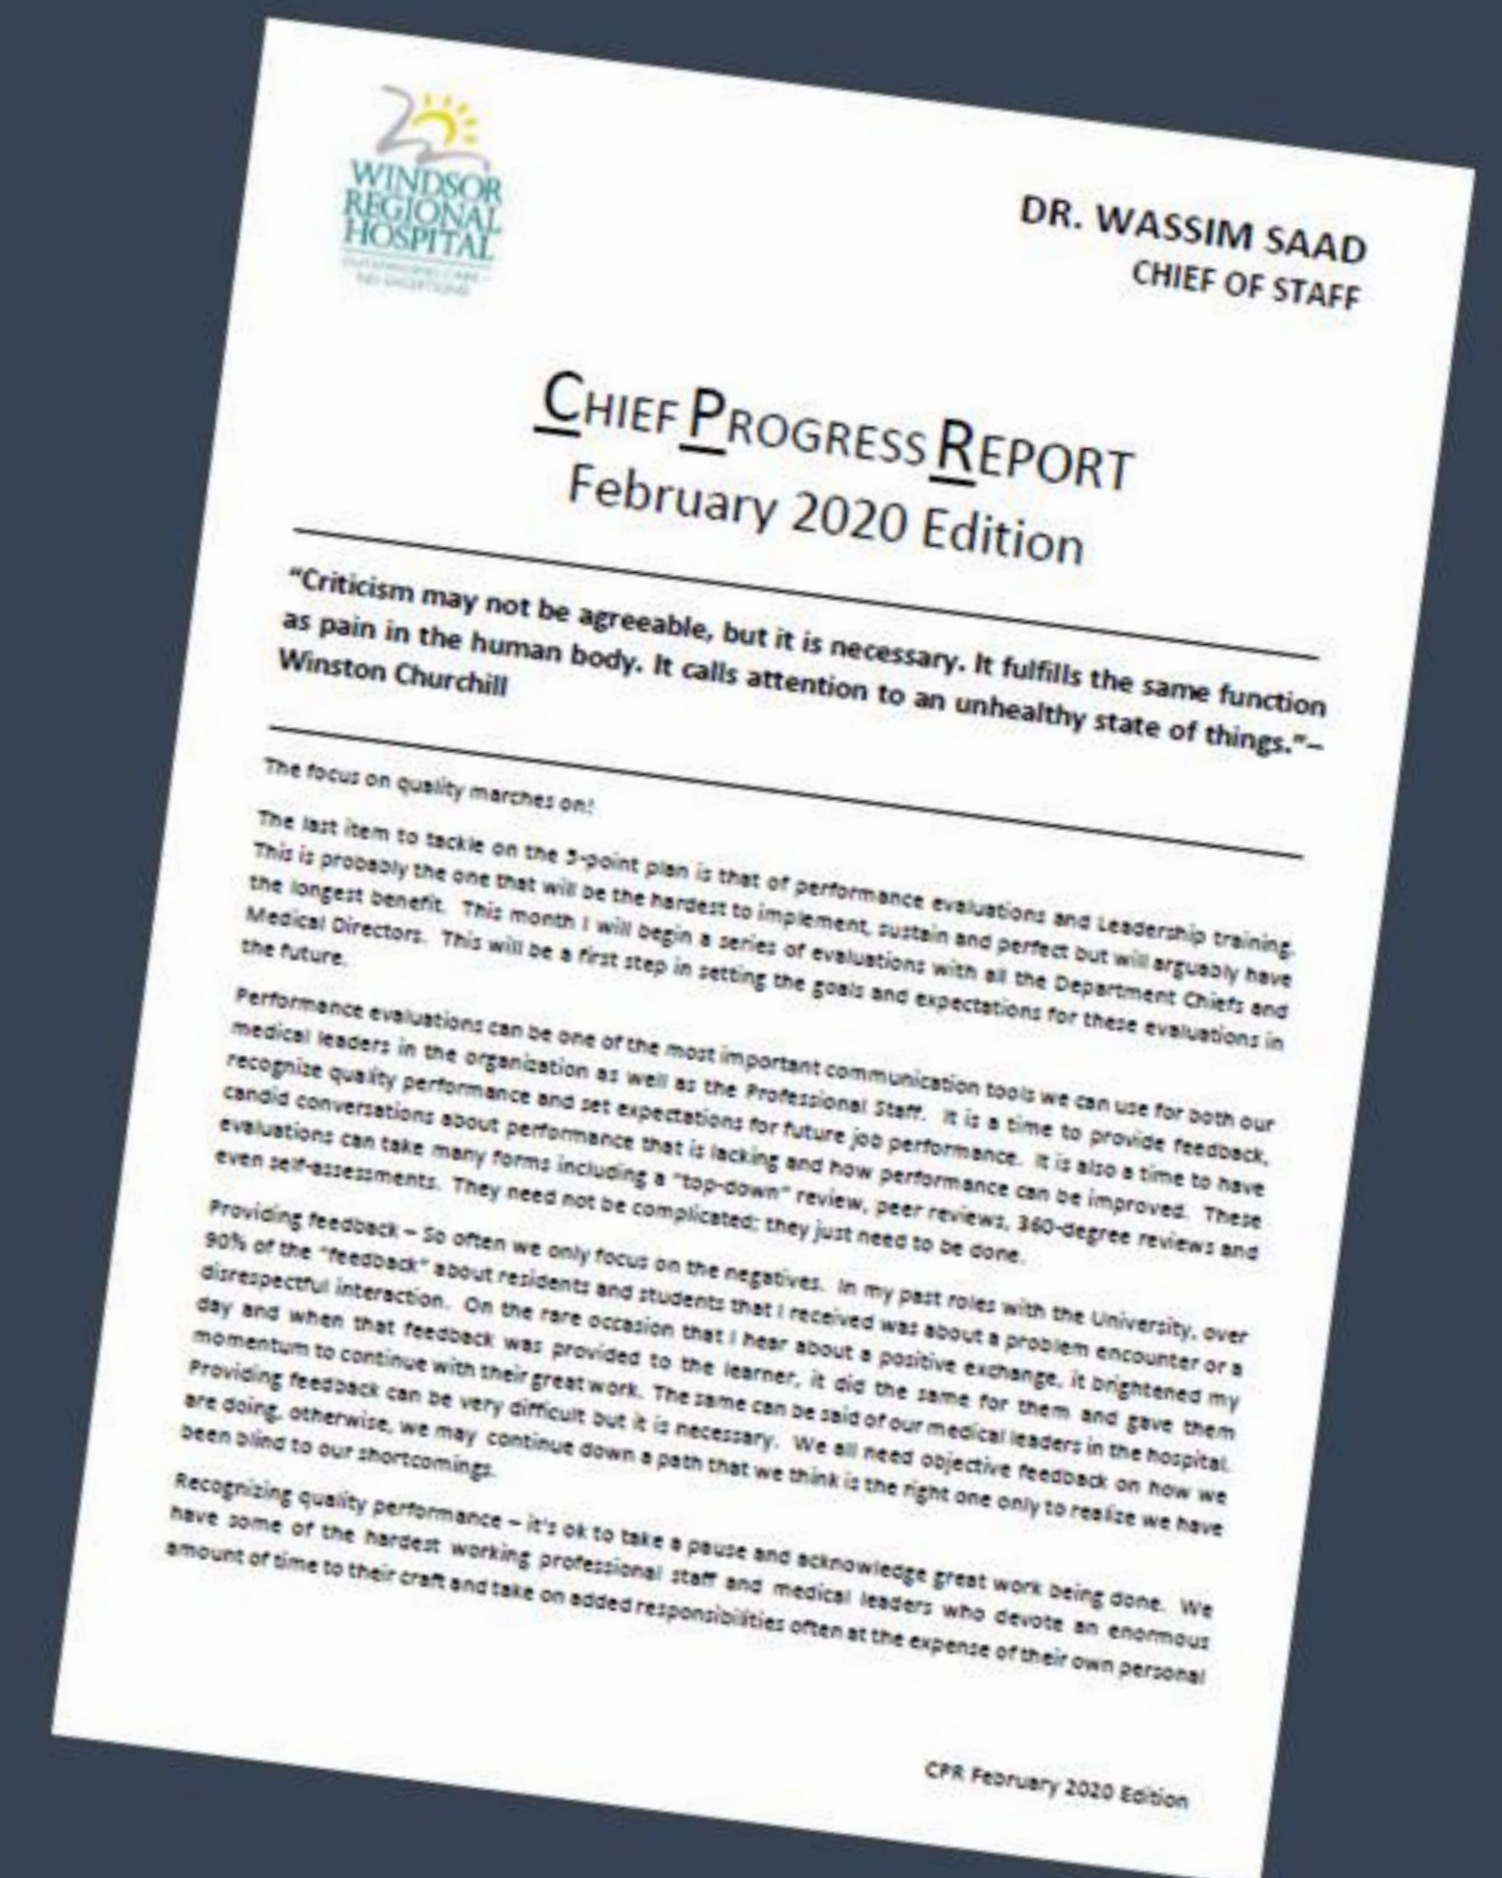 WINDSOR
REGIONAL
HOSPITAL
OUTSTANDING CARE -
NO EXCEPTIONS!
DR. WASSIM SAAD
CHIEF OF STAFF
CHIEF PROGRESS REPORT
February 2020 Edition
“Criticism may not be agreeable, but it is necessary. It fulfills the same function
as pain in the human body. It calls attention to an unhealthy state of things.”–
Winston Churchill
The focus on quality marches on!
The last item to tackle on the 5-point plan is that of performance evaluations and Leadership training.
This is probably the one that will be the hardest to implement, sustain and perfect but will arguably have
the longest benefit. This month I will begin a series of evaluations with all the Department Chiefs and
Medical Directors. This will be a first step in setting the goals and expectations for these evaluations in
the future.
Performance evaluations can be one of the most important communication tools we can use for both our
medical leaders in the organization as well as the Professional Staff. It is a time to provide feedback,
recognize quality performance and set expectations for future job performance. It is also a time to have
candid conversations about performance that is lacking and how performance can be improved. These
evaluations can take many forms including a “top-down” review, peer reviews, 360-degree reviews and
even self-assessments. They need not be complicated; they just need to be done.
Providing feedback – So often we only focus on the negatives. In my past roles with the University, over
90% of the “feedback” about residents and students that I received was about a problem encounter or a
disrespectful interaction. On the rare occasion that I hear about a positive exchange, it brightened my
day and when that feedback was provided to the learner, it did the same for them and gave them
momentum to continue with their great work. The same can be said of our medical leaders in the hospital.
Providing feedback can be very difficult but it is necessary. We all need objective feedback on how we
are doing, otherwise, we may continue down a path that we think is the right one only to realize we have
been blind to our shortcomings.
Recognizing quality performance – it's ok to take a pause and acknowledge great work being done. We
have some of the hardest working professional staff and medical leaders who devote an enormous
amount of time to their craft and take on added responsibilities often at the expense of their own personal
CPR February 2020 Edition